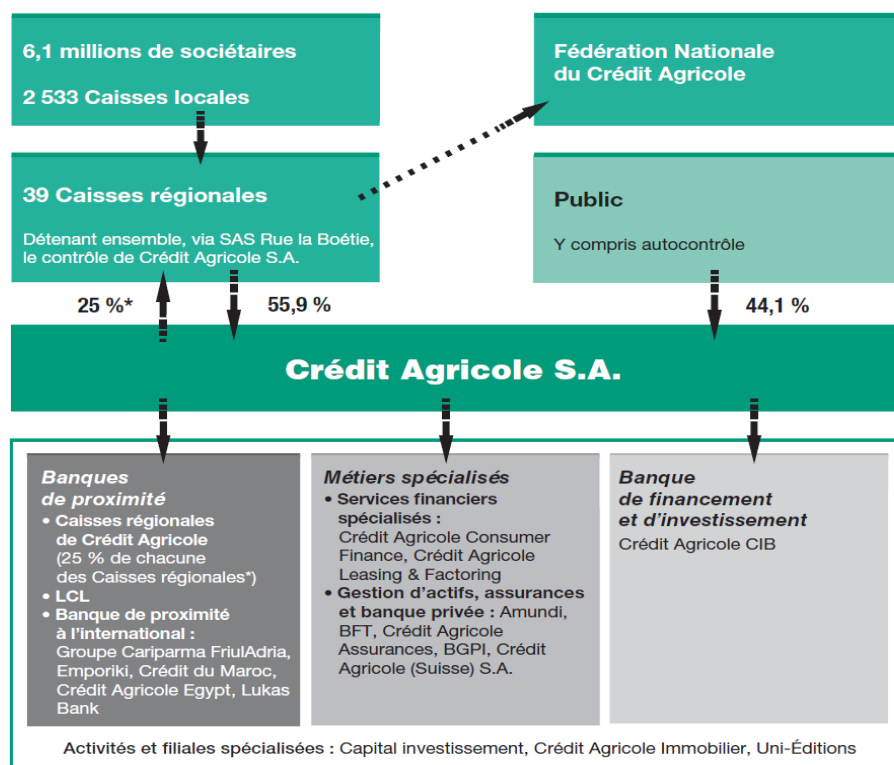 6,1 millions de sociétaires
2 533 Caisses locales
Fédération Nationale
du Crédit Agricole
39 Caisses régionales
Détenant ensemble, via SAS Rue la Boétie,
le contrôle de Crédit Agricole S.A.
Public
Y compris autocontrôle
25 %*
55,9 %
44,1 %
Crédit Agricole S.A.
Banques
de proximité
• Caisses régionales
de Crédit Agricole
(25 % de chacune
des Caisses régionales*)
• LCL
• Banque de proximité
à l'international :
Groupe Cariparma FriulAdria,
Emporiki, Crédit du Maroc,
Crédit Agricole Egypt, Lukas
Bank
Métiers spécialisés
• Services financiers
spécialisés :
Crédit Agricole Consumer
Finance, Crédit Agricole
Leasing & Factoring
• Gestion d'actifs, assurances
et banque privée : Amundi,
BFT, Crédit Agricole
Assurances, BGPI, Crédit
Agricole (Suisse) S.A.
Banque
de financement
et d'investissement
Crédit Agricole CIB
Activités et filiales spécialisées : Capital investissement, Crédit Agricole Immobilier, Uni-Éditions